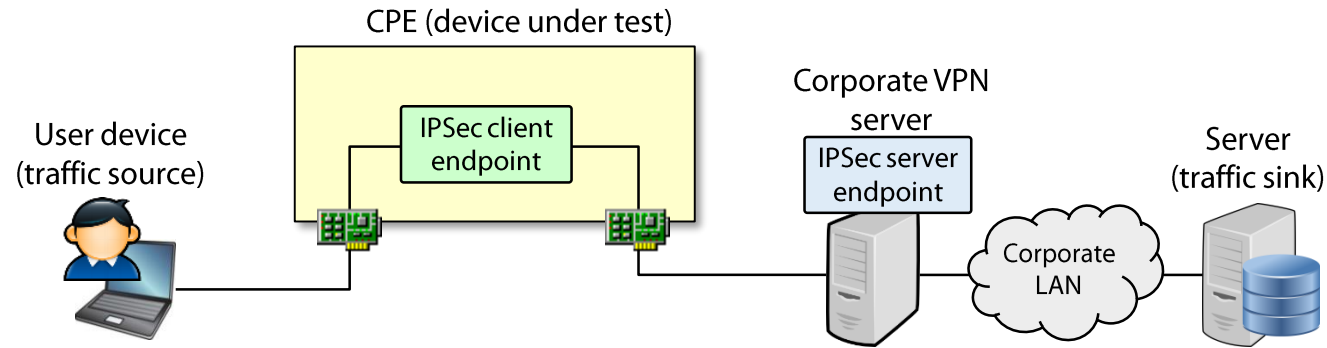 CPE (device under test)
IPSec client
endpoint
User device
(traffic source)
Corporate VPN
server
IPSec server
endpoint
Server
(traffic sink)
Corporate
LAN